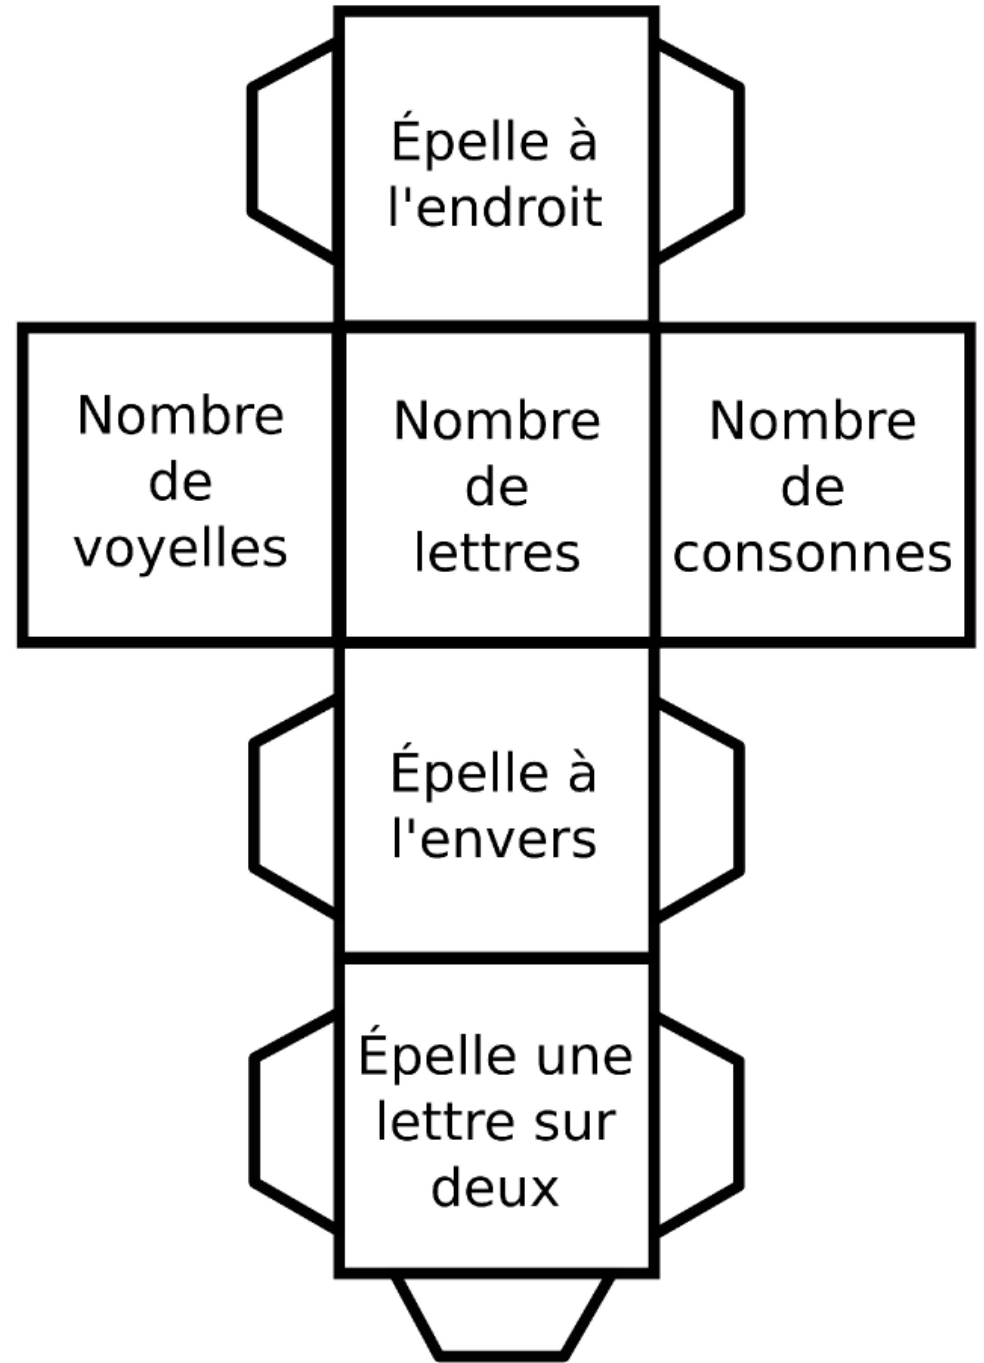 Épelle à
l'endroit
Nombre
de
voyelles
Nombre
de
lettres
Nombre
de
consonnes
Épelle à
l'envers
Épelle une
lettre sur
deux